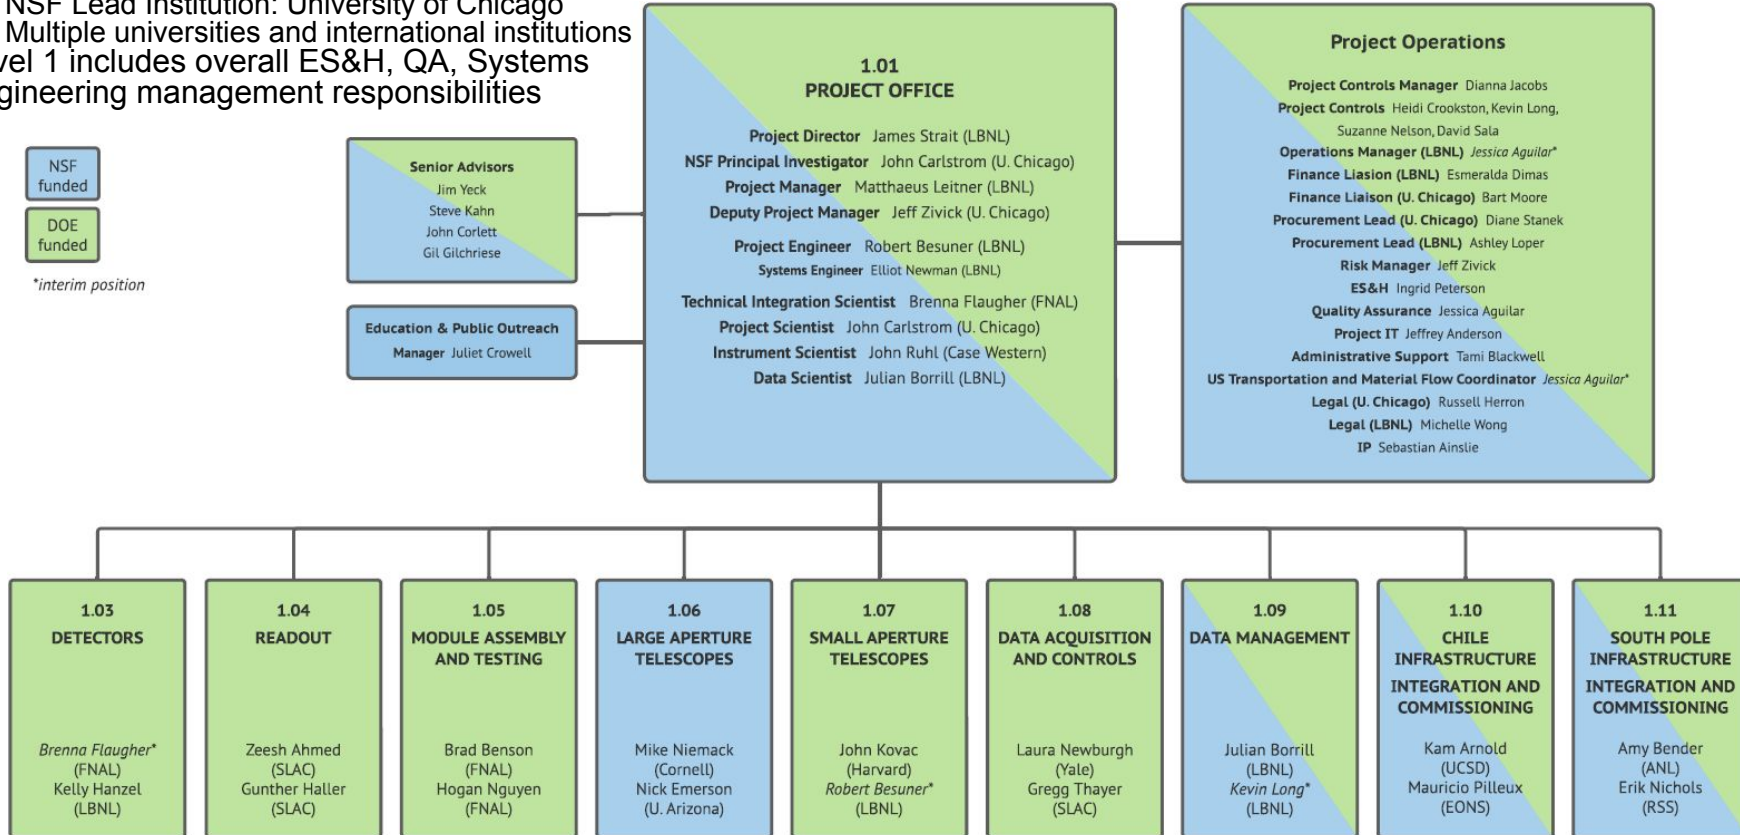 NSF Lead Institution: University of Chicago
Multiple universities and international institutions
vel 1 includes overall ES&H, QA, Systems
gineering management responsibilities
NSF
funded
DOE
funded
*interim position
Senior Advisors
Jim Yeck
Steve Kahn
John Corlett
Gil Gilchriese
Education & Public Outreach
Manager Juliet Crowell
1.01
PROJECT OFFICE
Project Director James Strait (LBNL)
NSF Principal Investigator John Carlstrom (U. Chicago)
Project Manager Matthaeus Leitner (LBNL)
Deputy Project Manager Jeff Zivick (U. Chicago)
Project Engineer Robert Besuner (LBNL)
Systems Engineer Elliot Newman (LBNL)
Technical Integration Scientist Brenna Flaugher (FNAL)
Project Scientist John Carlstrom (U. Chicago)
Instrument Scientist John Ruhl (Case Western)
Data Scientist Julian Borrill (LBNL)
Project Operations
Project Controls Manager Dianna Jacobs
Project Controls Heidi Crookston, Kevin Long,
Suzanne Nelson, David Sala
Operations Manager (LBNL) Jessica Aguilar*
Finance Liasion (LBNL) Esmeralda Dimas
Finance Liaison (U. Chicago) Bart Moore
Procurement Lead (U. Chicago) Diane Stanek
Procurement Lead (LBNL) Ashley Loper
Risk Manager Jeff Zivick
ES&H Ingrid Peterson
Quality Assurance Jessica Aguilar
Project IT Jeffrey Anderson
Administrative Support Tami Blackwell
US Transportation and Material Flow Coordinator Jessica Aguilar*
Legal (U. Chicago) Russell Herron
Legal (LBNL) Michelle Wong
IP Sebastian Ainslie
1.03
DETECTORS
Brenna Flaugher*
(FNAL)
Kelly Hanzel
(LBNL)
1.04
READOUT
Zeesh Ahmed
(SLAC)
Gunther Haller
(SLAC)
1.05
MODULE ASSEMBLY
AND TESTING
Brad Benson
(FNAL)
Hogan Nguyen
(FNAL)
1.06
LARGE APERTURE
TELESCOPES
Mike Niemack
(Cornell)
Nick Emerson
(U. Arizona)
1.07
SMALL APERTURE
TELESCOPES
John Kovac
(Harvard)
Robert Besuner*
(LBNL)
1.08
DATA ACQUISITION
AND CONTROLS
Laura Newburgh
(Yale)
Gregg Thayer
(SLAC)
1.09
DATA MANAGEMENT
Julian Borrill
(LBNL)
Kevin Long*
(LBNL)
1.10
CHILE
INFRASTRUCTURE
INTEGRATION AND
COMMISSIONING
Kam Arnold
(UCSD)
Mauricio Pilleux
(EONS)
1.11
SOUTH POLE
INFRASTRUCTURE
INTEGRATION AND
COMMISSIONING
Amy Bender
(ANL)
Erik Nichols
(RSS)